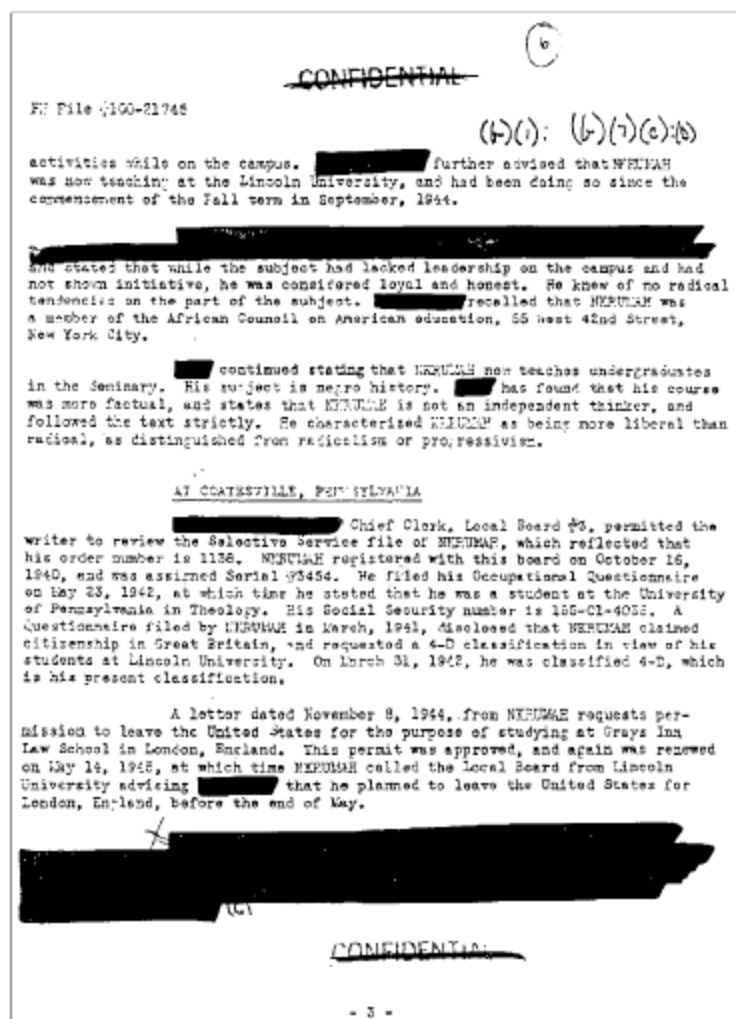 6
CONFIDENTIAL
PH File #100-21746
(b)(1); (b)(7)(c);(D)
activities while on the campus. further advised that NKRUMAH
was now teaching at the Lincoln University, and had been doing so since the
commencement of the Fall term in September, 1944.
and stated that while the subject had lacked leadership on the campus and had
not shown initiative, he was considered loyal and honest. He knew of no radical
tendencies on the part of the subject. recalled that NKRUMAH was
a member of the African Council on American education, 55 West 42nd Street,
New York City.
continued stating that NKRUMAH now teaches undergraduates
in the Seminary. His subject is negro history. has found that his course
was more factual, and states that NKRUMAH is not an independent thinker, and
followed the text strictly. He characterized NKRUMAH as being more liberal than
radical, as distinguished from radicalism or progressivism.
AT COATESVILLE, PENNSYLVANIA
Chief Clerk, Local Board #3, permitted the
writer to review the Selective Service file of NKRUMAH, which reflected that
his order number is 1138. NKRUMAH registered with this board on October 16,
1940, and was assigned Serial #3454. He filed his Occupational Questionnaire
on May 23, 1942, at which time he stated that he was a student at the University
of Pennsylvania in Theology. His Social Security number is A
Questionnaire filed by NKRUMAH in March, 1941, disclosed that NKRUMAH claimed
citizenship in Great Britain, and requested a 4-D classification in view of his
students at Lincoln University. On March 31, 1942, he was classified 4-D, which
is his present classification.
A letter dated November 8, 1944, from NKRUMAH requests per-
mission to leave the United States for the purpose of studying at Grays Inn
Law School in London, England. This permit was approved, and again was renewed
on May 14, 1945, at which time NKRUMAH called the Local Board from Lincoln
University advising that he planned to leave the United States for
London, England, before the end of May.
CONFIDENTIAL
- 3 -